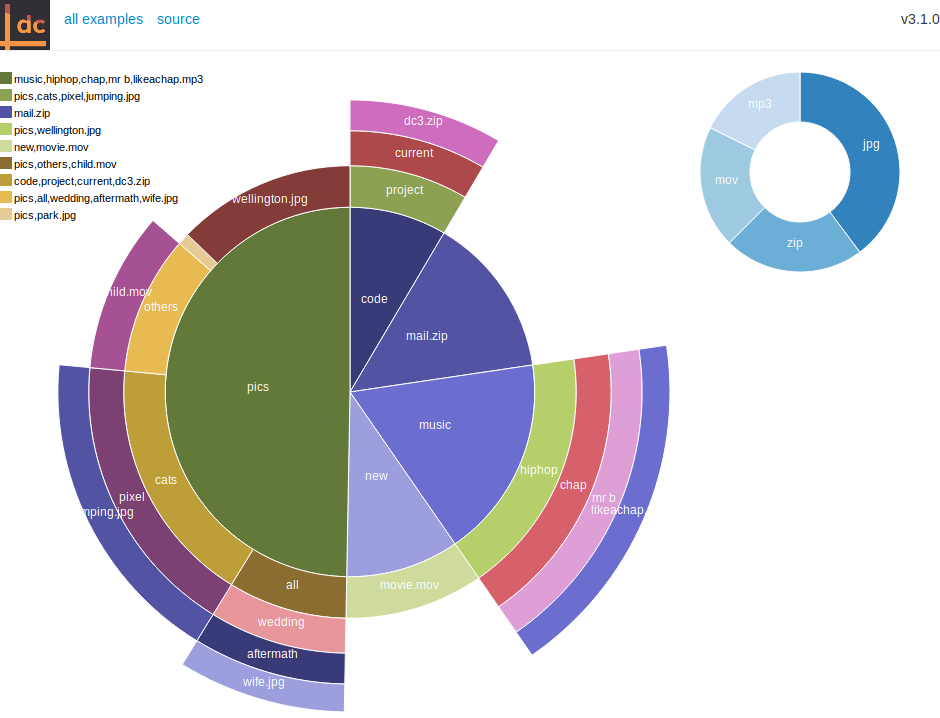 dc
all examples source v3.1.0
music,hiphop,chap,mr b,likeachap.mp3
pics,cats,pixel,jumping.jpg
mail.zip
pics,wellington.jpg
new,movie.mov
pics,others,child.mov
code,project,current,dc3.zip
pics,all,wedding,aftermath,wife.jpg
pics,park.jpg
dc3.zip
current
project
wellington.jpg
code
mail.zip
hild.mov
others
pics
music
new
hiphop
chap
mr b
likeachap.
cats
pixel
mping.jpg
all
movie.mov
wedding
aftermath
wife.jpg
mp3
jpg
mov
zip